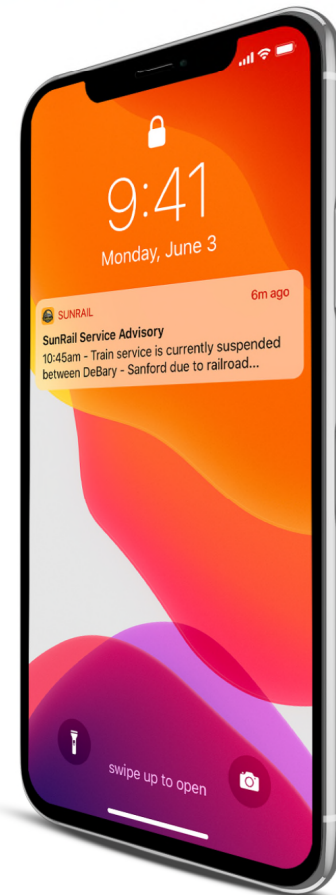 9:41
Monday, June 3
SUNRAIL
6m ago
SunRail Service Advisory
10:45am - Train service is currently suspended
between DeBary - Sanford due to railroad...
swipe up to open